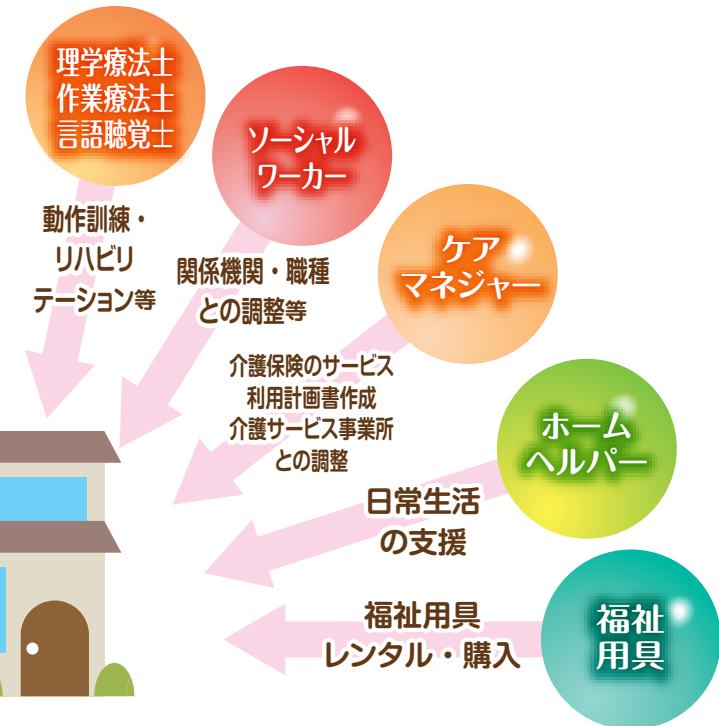 理学療法士
作業療法士
言語聴覚士
動作訓練・
リハビリ
テーション等
ソーシャル
ワーカー
関係機関・職種
との調整等
ケア
マネジャー
介護保険のサービス
利用計画書作成
介護サービス事業所
との調整
ホーム
ヘルパー
日常生活
の支援
福祉
用具
福祉用具
レンタル・購入